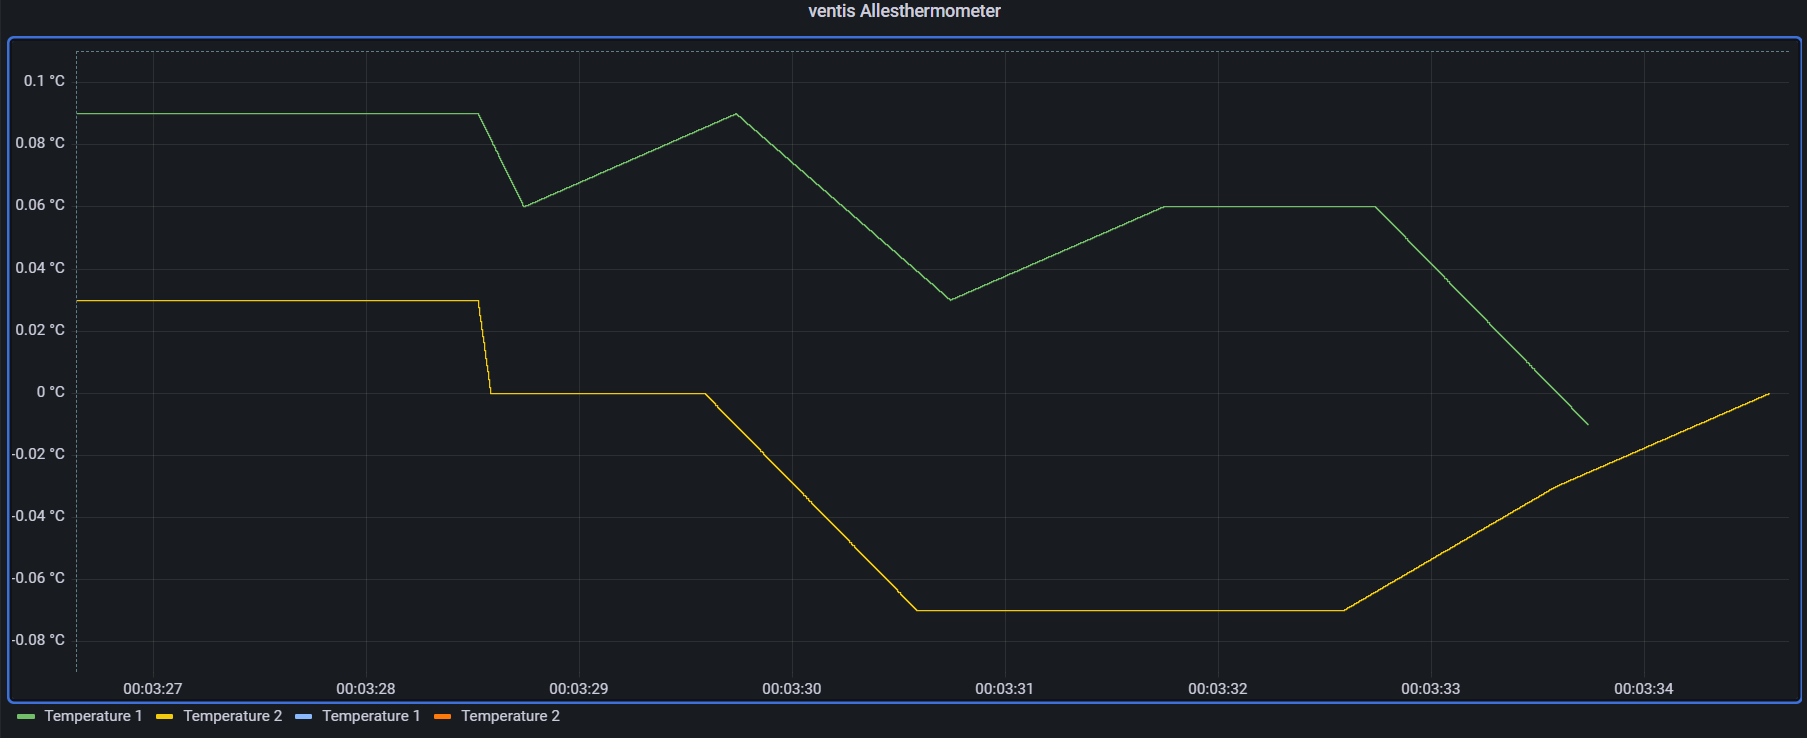 ventis Allesthermometer
0.1 °C
0.08 °C
0.06 °C
0.04 °C
0.02 °C
0 °C
-0.02 °C
-0.04 °C
-0.06 °C
-0.08 °C
00:03:27 00:03:28 00:03:29 00:03:30 00:03:31 00:03:32 00:03:33 00:03:34
Temperature 1 Temperature 2 Temperature 1 Temperature 2